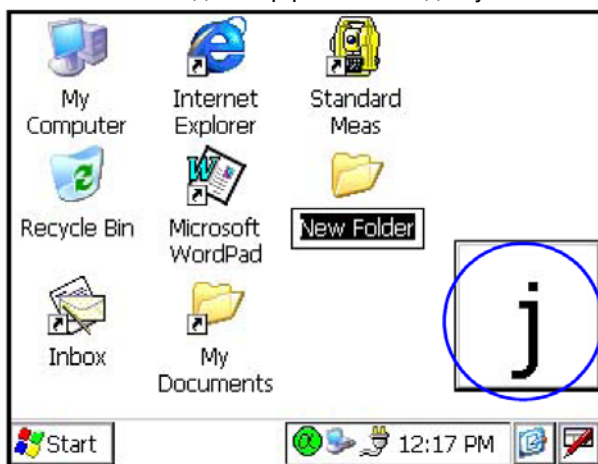 My
Computer
Internet
Explorer
Standard
Meas
Recycle Bin
Microsoft
WordPad
New Folder
j
Inbox
My
Documents
Start
12:17 PM